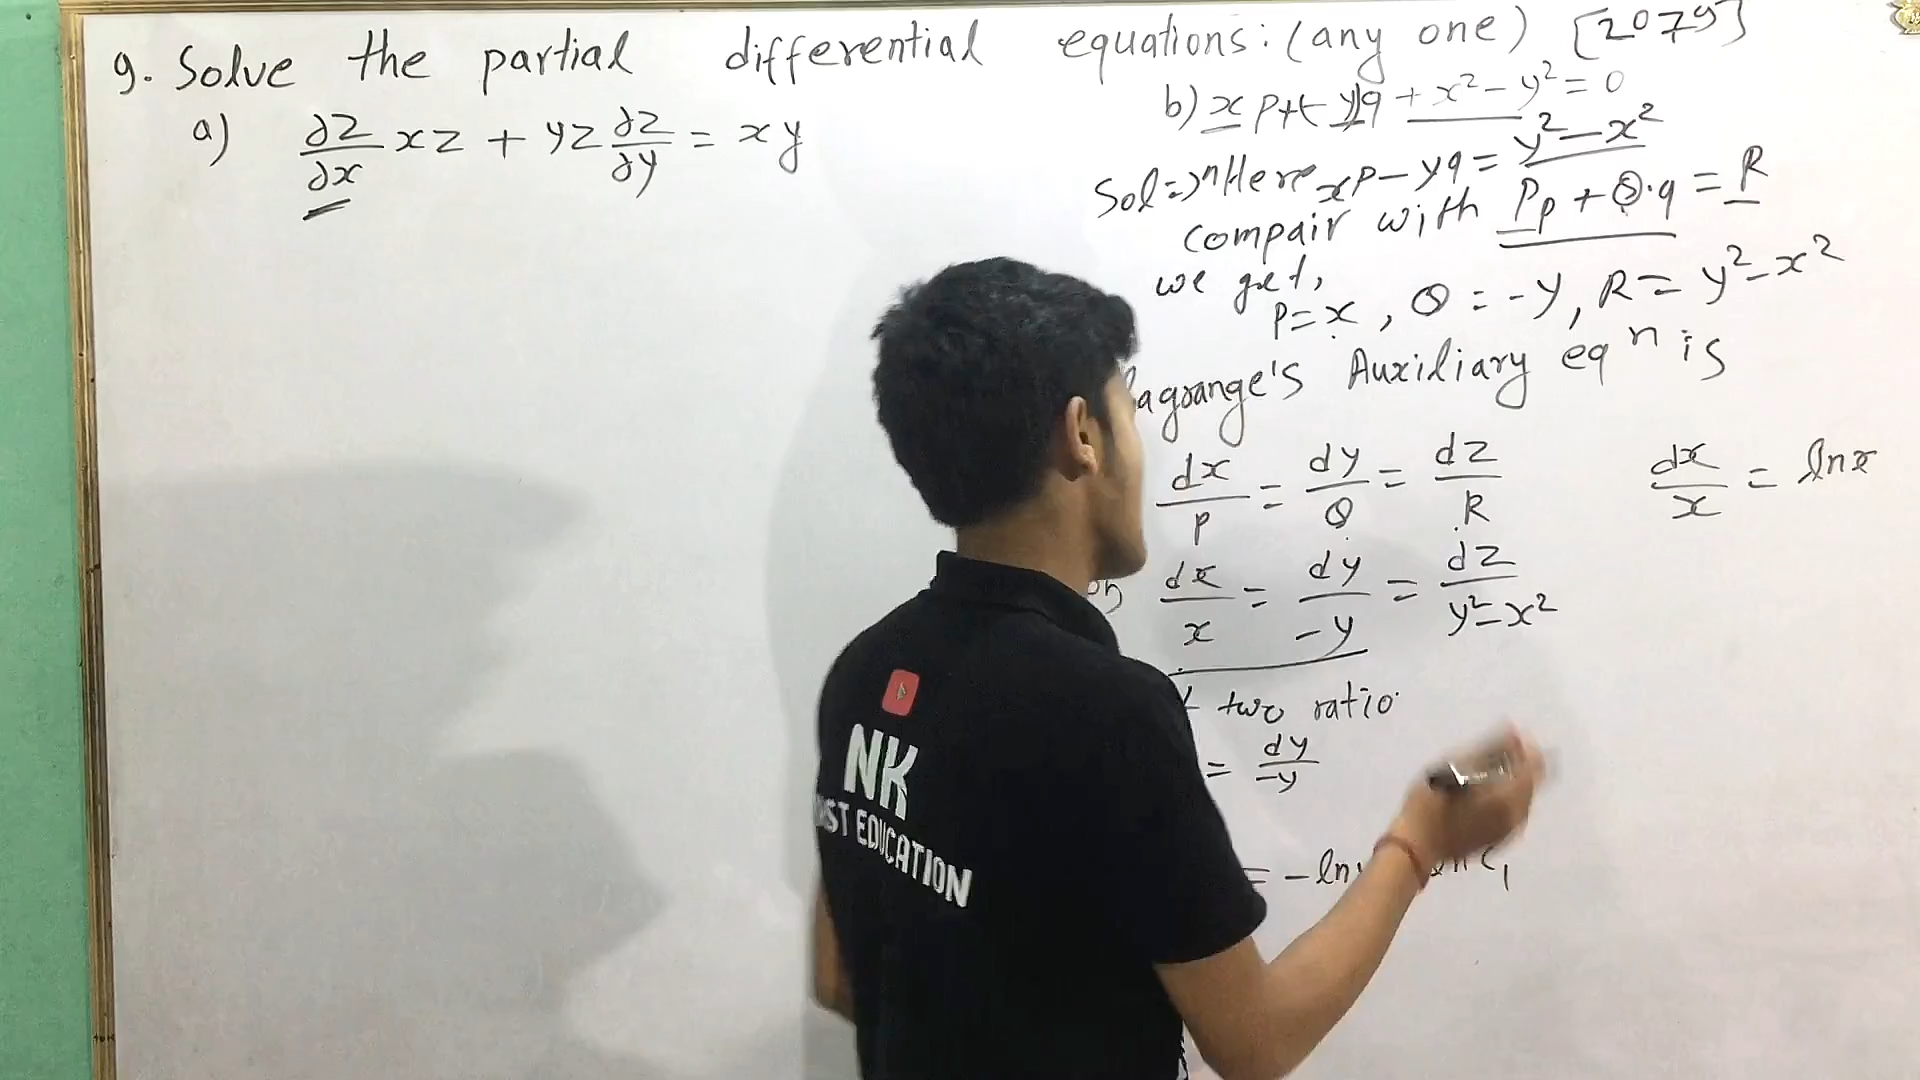 9. Solve the partial differential equations: (any one) [2079]
a) ∂z/∂x xz + yz ∂z/∂y = xy
b) xp+(-y)q + x² - y² = 0
Sol=>ⁿ Here xp - yq = y² - x²
compair with Pp + Q·q = R
we get,
P = x, Q = -y, R = y² - x²
Lagrange's Auxiliary eqⁿ is
dx/P = dy/Q = dz/R
dx/x = ln x
dx/x = dy/-y = dz/y²-x²
two ratio
= dy/-y
= -ln
C₁
NK
EDUCATION